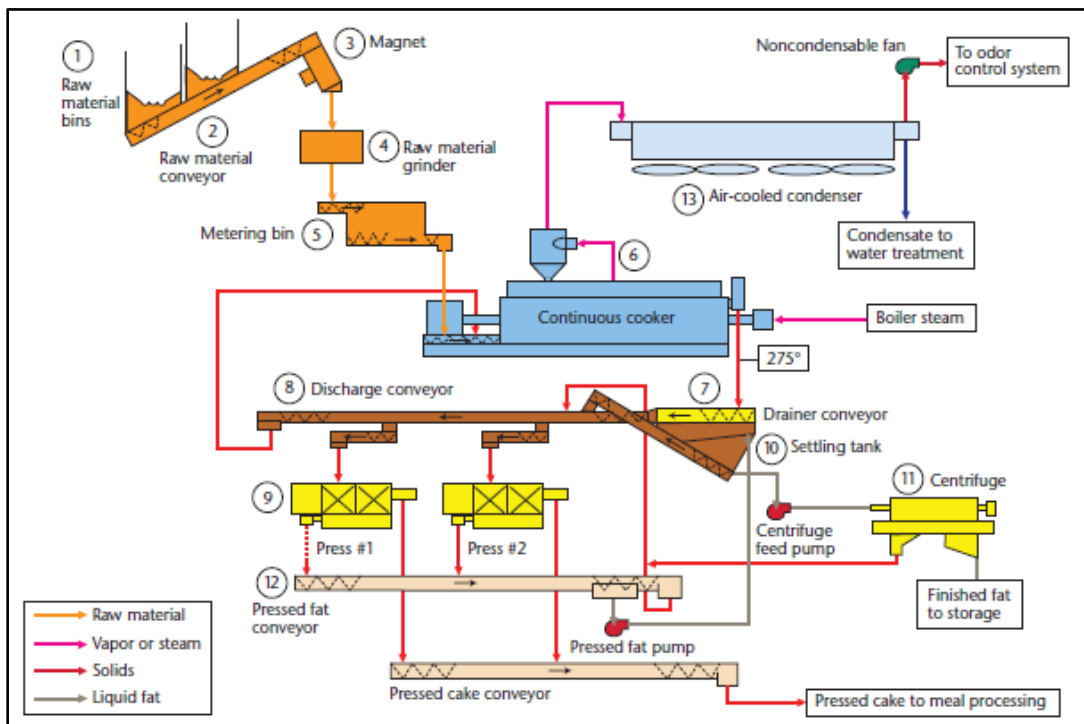 1
Raw
material
bins
2
Raw material
conveyor
3
Magnet
4
Raw material
grinder
Metering bin
5
6
Noncondensable fan
To odor
control system
13
Air-cooled condenser
Condensate to
water treatment
Continuous cooker
Boiler steam
275°
7
Drainer conveyor
8
Discharge conveyor
10
Settling tank
11
Centrifuge
Centrifuge
feed pump
Finished fat
to storage
9
Press #1
Press #2
12
Pressed fat
conveyor
Pressed fat pump
Pressed cake conveyor
Pressed cake to meal processing
Raw material
Vapor or steam
Solids
Liquid fat